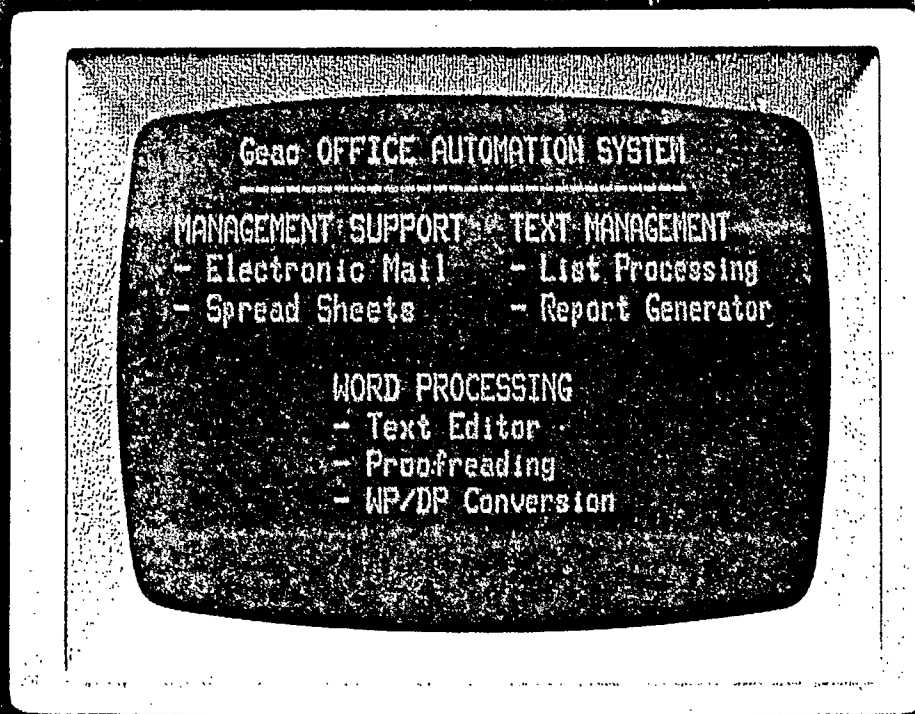 Geac OFFICE AUTOMATION SYSTEM
MANAGEMENT SUPPORT TEXT MANAGEMENT
- Electronic Mail - List Processing
- Spread Sheets - Report Generator
WORD PROCESSING
- Text Editor
- Proofreading
- WP/DP Conversion